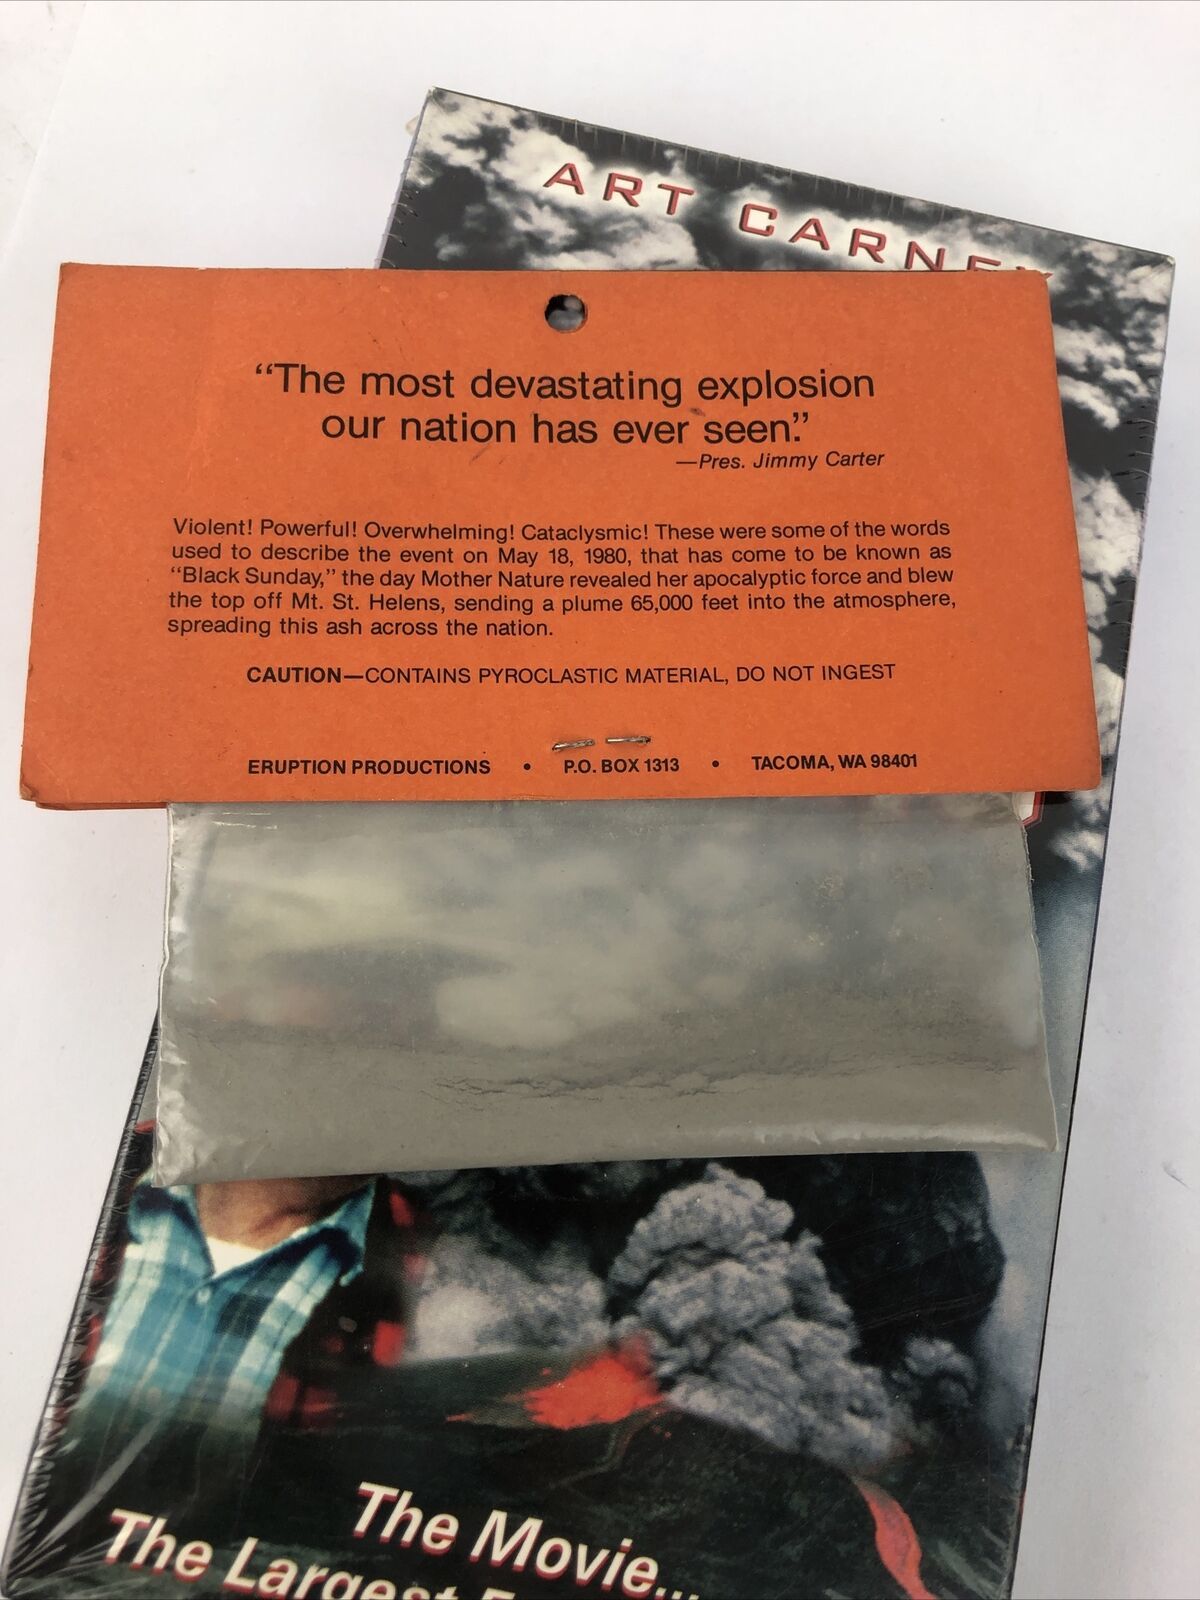 ART CARNEY
“The most devastating explosion
our nation has ever seen.”
—Pres. Jimmy Carter
Violent! Powerful! Overwhelming! Cataclysmic! These were some of the words
used to describe the event on May 18, 1980, that has come to be known as
“Black Sunday,” the day Mother Nature revealed her apocalyptic force and blew
the top off Mt. St. Helens, sending a plume 65,000 feet into the atmosphere,
spreading this ash across the nation.
CAUTION—CONTAINS PYROCLASTIC MATERIAL, DO NOT INGEST
ERUPTION PRODUCTIONS • P.O. BOX 1313 • TACOMA, WA 98401
The Movie...
The Largest